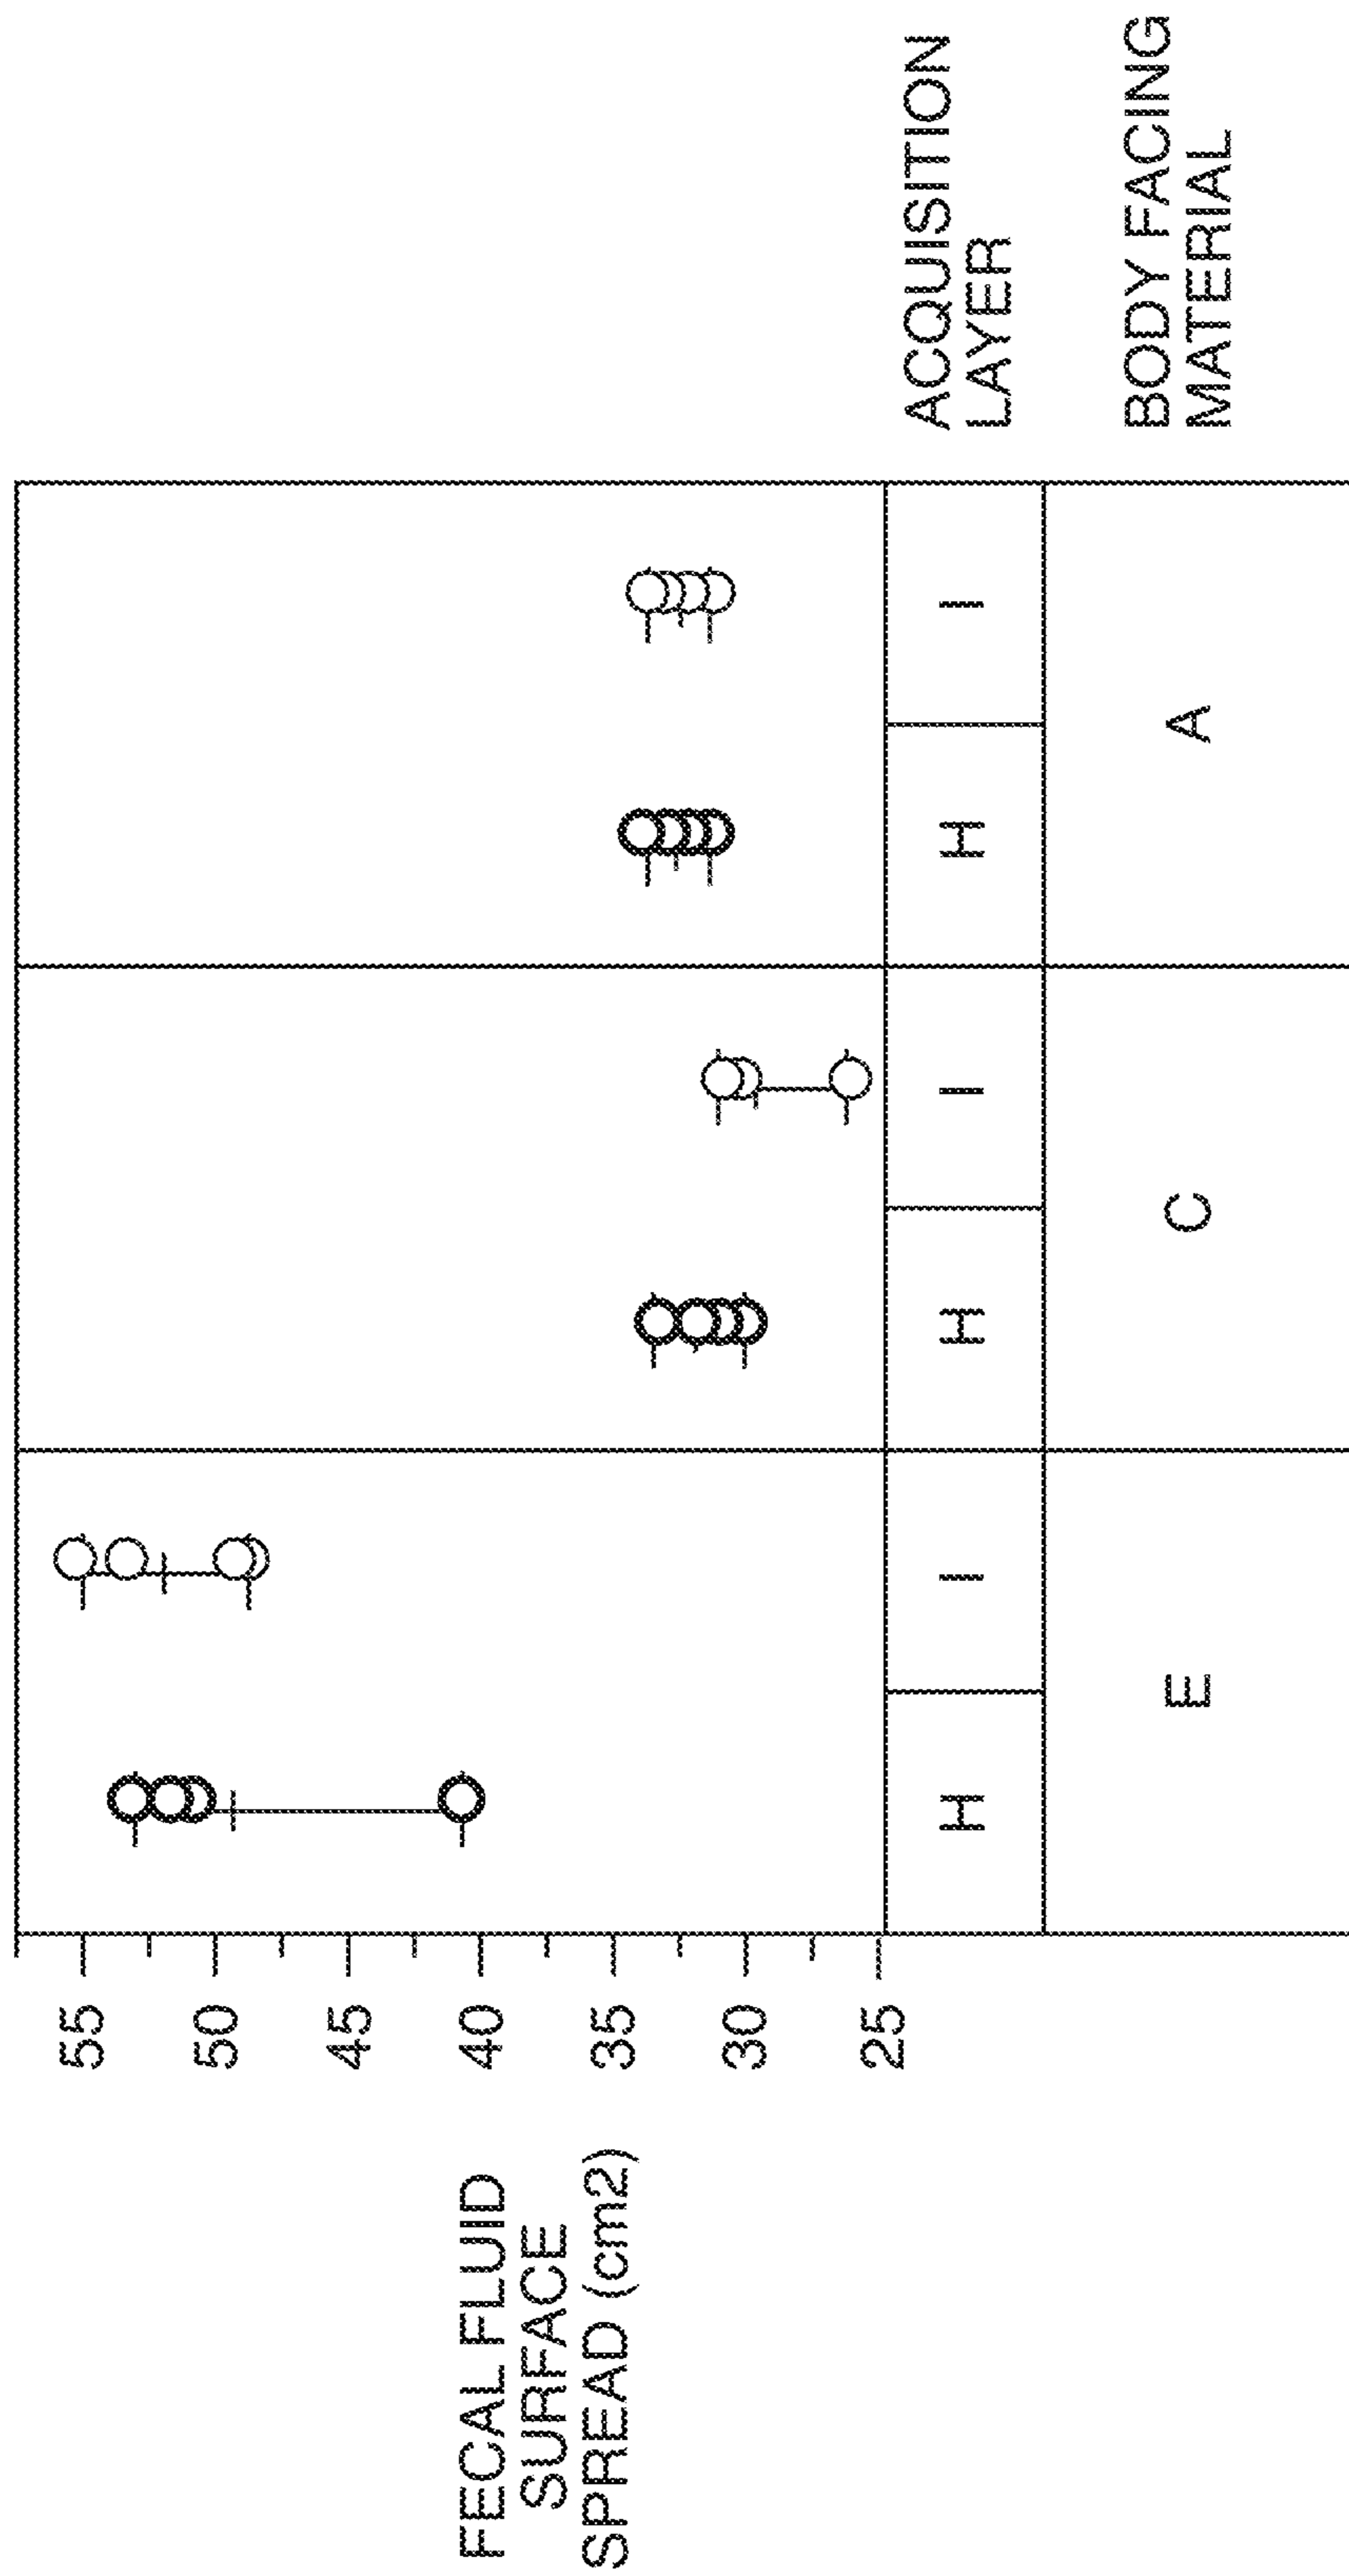 FECAL FLUID
SURFACE
SPREAD (cm2)
55
50
45
40
35
30
25
H
I
H
I
H
I
ACQUISITION
LAYER
E
C
A
BODY FACING
MATERIAL